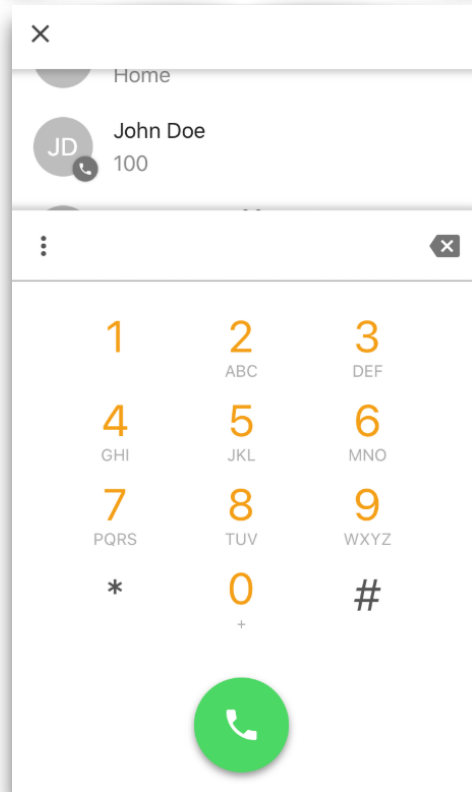 Home
JD
John Doe
100
1 2 3
ABC DEF
4 5 6
GHI JKL MNO
7 8 9
PQRS TUV WXYZ
* 0 #
+